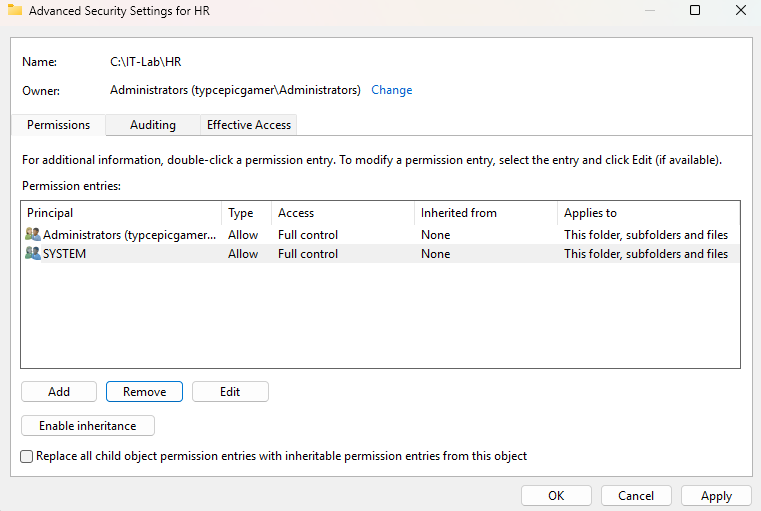 Advanced Security Settings for HR
Name: C:\IT-Lab\HR
Owner: Administrators (typcepicgamer\Administrators) Change
Permissions Auditing Effective Access
For additional information, double-click a permission entry. To modify a permission entry, select the entry and click Edit (if available).
Permission entries:
Principal Type Access Inherited from Applies to
Administrators (typcepicgamer... Allow Full control None This folder, subfolders and files
SYSTEM Allow Full control None This folder, subfolders and files
Add Remove Edit
Enable inheritance
Replace all child object permission entries with inheritable permission entries from this object
OK Cancel Apply